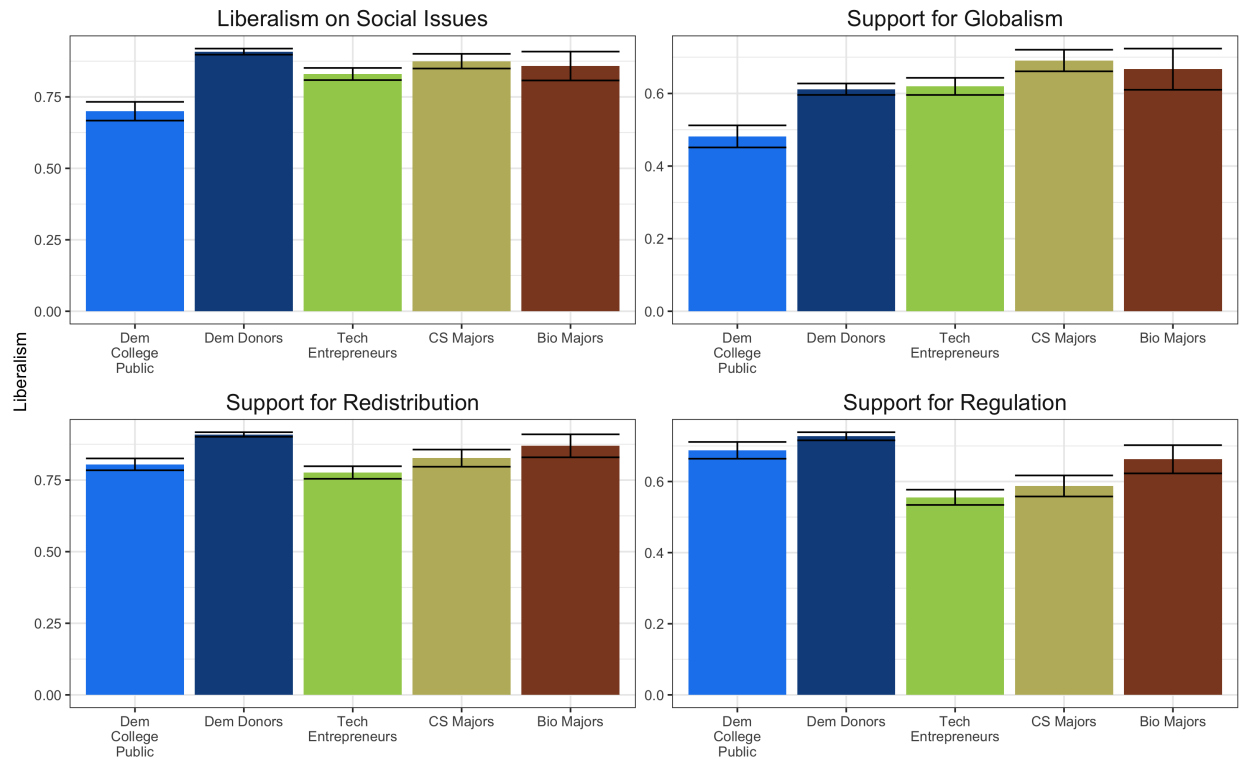 Liberalism on Social Issues
0.75
0.50
0.25
0.00
Dem
College
Public
Dem Donors
Tech
Entrepreneurs
CS Majors
Bio Majors
Support for Globalism
0.6
0.4
0.2
0.0
Dem
College
Public
Dem Donors
Tech
Entrepreneurs
CS Majors
Bio Majors
Liberalism
Support for Redistribution
0.75
0.50
0.25
0.00
Dem
College
Public
Dem Donors
Tech
Entrepreneurs
CS Majors
Bio Majors
Support for Regulation
0.6
0.4
0.2
0.0
Dem
College
Public
Dem Donors
Tech
Entrepreneurs
CS Majors
Bio Majors